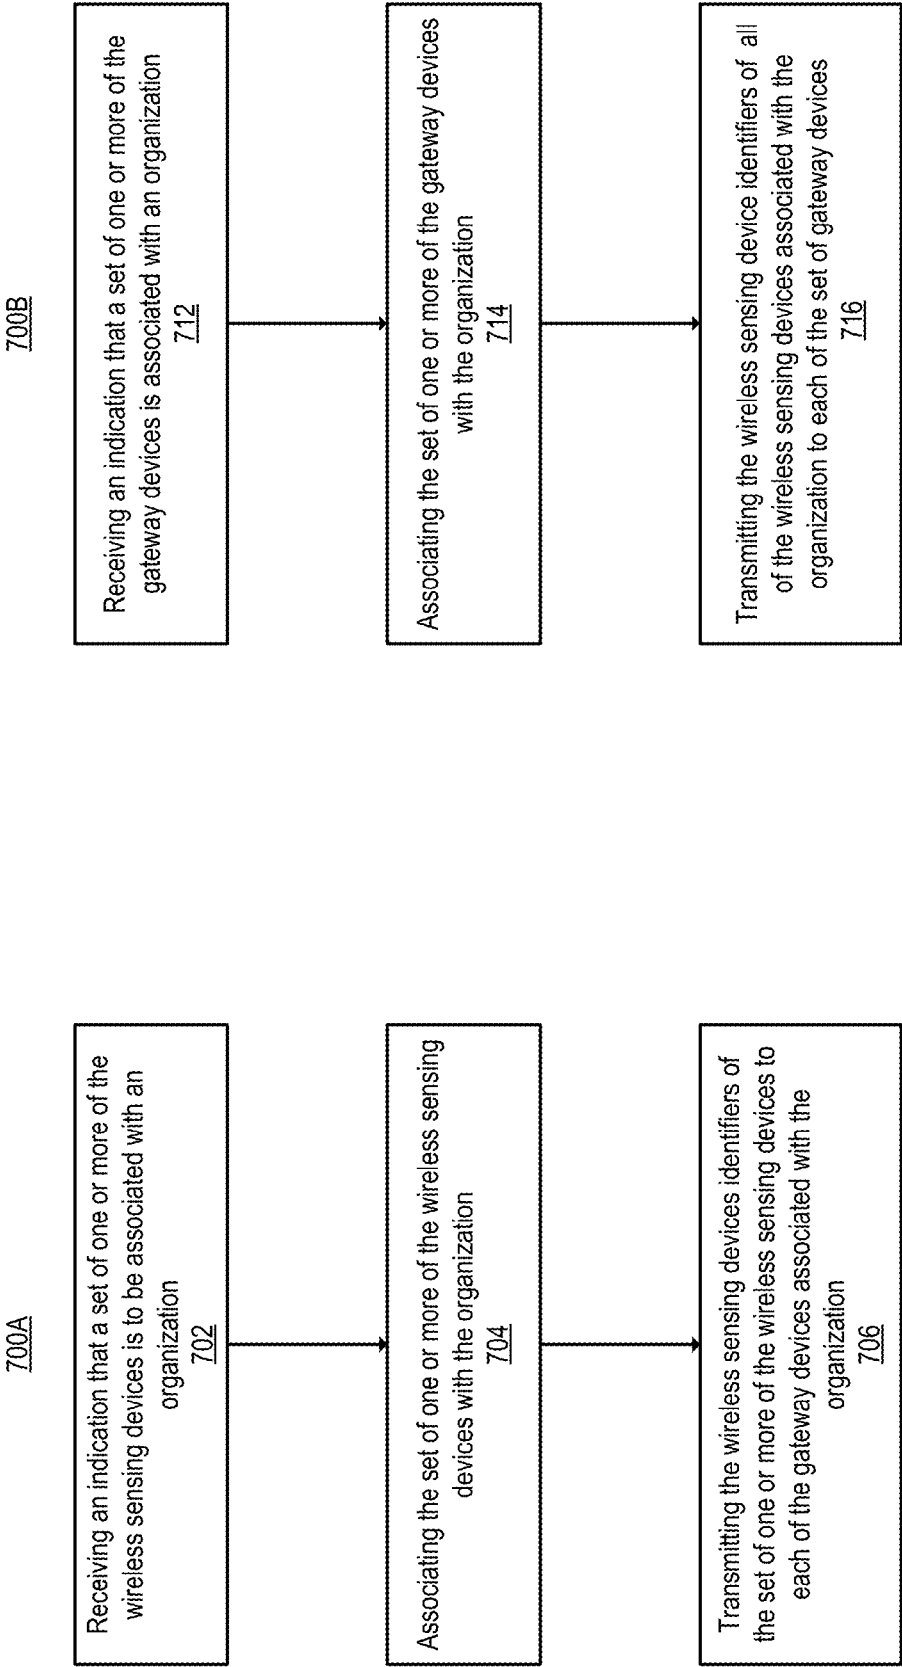 700A
Receiving an indication that a set of one or more of the
wireless sensing devices is to be associated with an
organization
702
Associating the set of one or more of the wireless sensing
devices with the organization
704
Transmitting the wireless sensing devices identifiers of
the set of one or more of the wireless sensing devices to
each of the gateway devices associated with the
organization
706
700B
Receiving an indication that a set of one or more of the
gateway devices is associated with an organization
712
Associating the set of one or more of the gateway devices
with the organization
714
Transmitting the wireless sensing device identifiers of all
of the wireless sensing devices associated with the
organization to each of the set of gateway devices
716